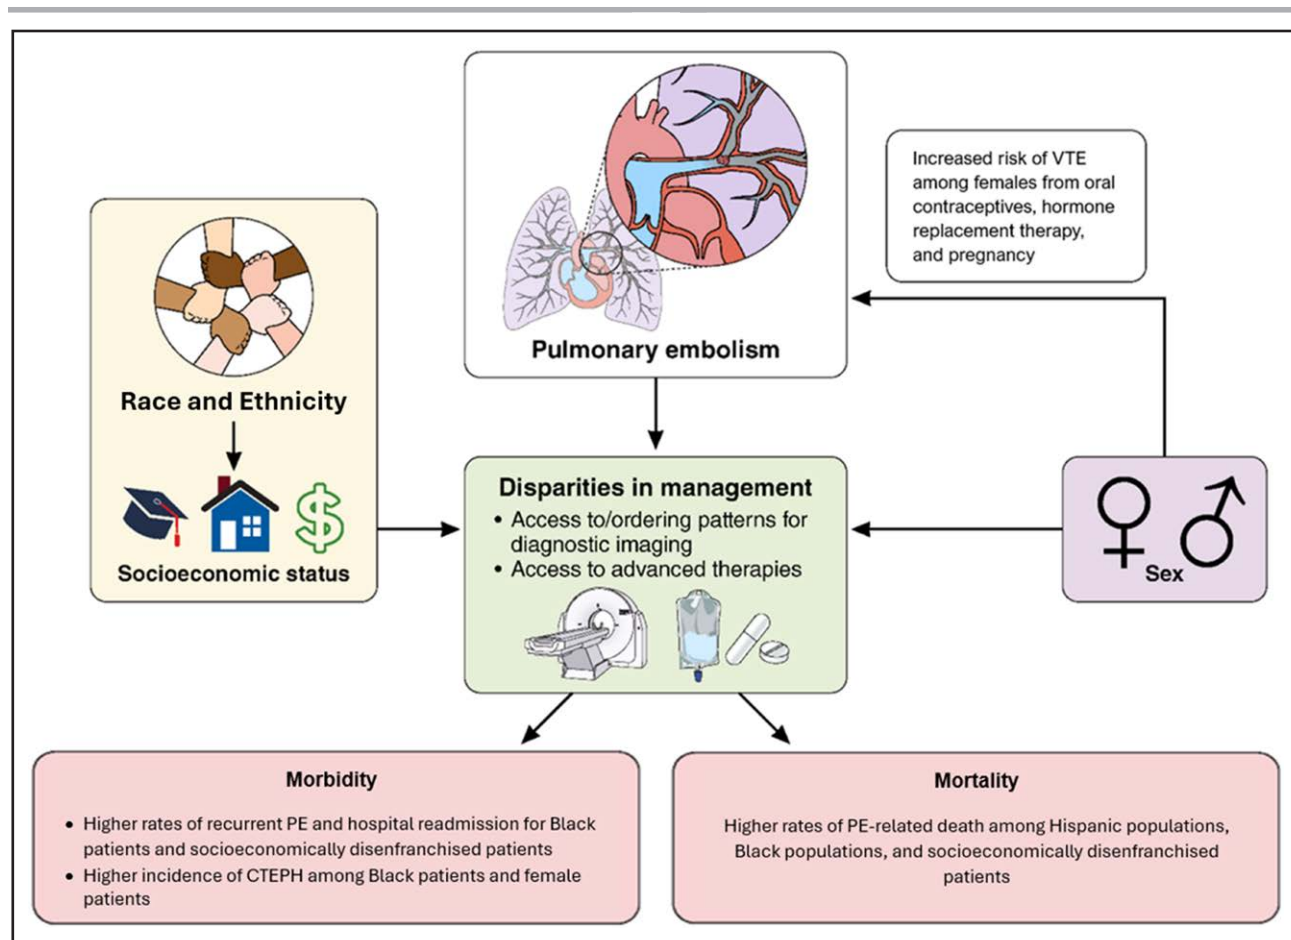 Pulmonary embolism
Increased risk of VTE
among females from oral
contraceptives, hormone
replacement therapy,
and pregnancy
Race and Ethnicity
Socioeconomic status
Disparities in management
• Access to/ordering patterns for
diagnostic imaging
• Access to advanced therapies
Sex
Morbidity
• Higher rates of recurrent PE and hospital readmission for Black
patients and socioeconomically disenfranchised patients
• Higher incidence of CTEPH among Black patients and female
patients
Mortality
Higher rates of PE-related death among Hispanic populations,
Black populations, and socioeconomically disenfranchised
patients